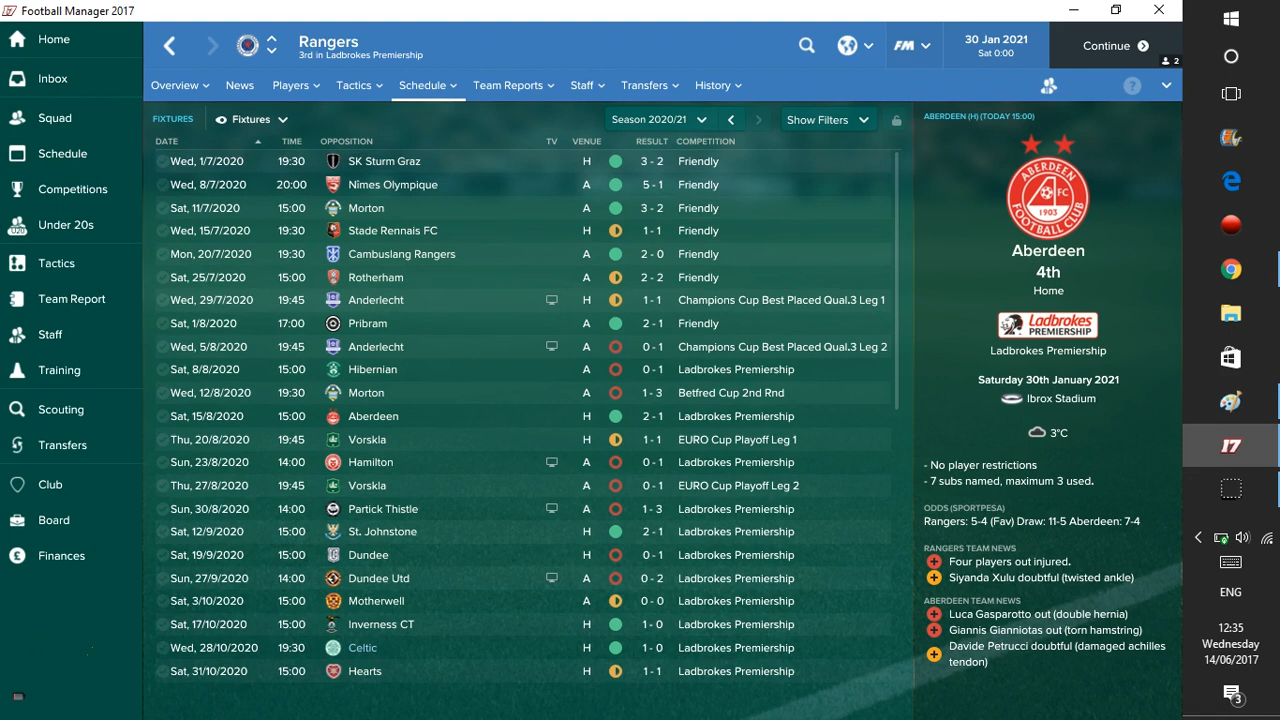 17 Football Manager 2017
Home
Inbox
Squad
Schedule
Competitions
U20 Under 20s
Tactics
Team Report
Staff
Training
Scouting
Transfers
Club
Board
Finances
Rangers
3rd in Ladbrokes Premiership
FM
30 Jan 2021
Sat 0:00
Continue
2
Overview News Players Tactics Schedule Team Reports Staff Transfers History
?
FIXTURES Fixtures Season 2020/21 Show Filters
DATE TIME OPPOSITION TV VENUE RESULT COMPETITION
Wed, 1/7/2020 19:30 SK Sturm Graz H 3 - 2 Friendly
Wed, 8/7/2020 20:00 Nîmes Olympique A 5 - 1 Friendly
Sat, 11/7/2020 15:00 Morton A 3 - 2 Friendly
Wed, 15/7/2020 19:30 Stade Rennais FC H 1 - 1 Friendly
Mon, 20/7/2020 19:30 Cambuslang Rangers A 2 - 0 Friendly
Sat, 25/7/2020 15:00 Rotherham A 2 - 2 Friendly
Wed, 29/7/2020 19:45 Anderlecht H 1 - 1 Champions Cup Best Placed Qual.3 Leg 1
Sat, 1/8/2020 17:00 Pribram A 2 - 1 Friendly
Wed, 5/8/2020 19:45 Anderlecht A 0 - 1 Champions Cup Best Placed Qual.3 Leg 2
Sat, 8/8/2020 15:00 Hibernian A 0 - 1 Ladbrokes Premiership
Wed, 12/8/2020 19:30 Morton A 1 - 3 Betfred Cup 2nd Rnd
Sat, 15/8/2020 15:00 Aberdeen H 2 - 1 Ladbrokes Premiership
Thu, 20/8/2020 19:45 Vorskla H 1 - 1 EURO Cup Playoff Leg 1
Sun, 23/8/2020 14:00 Hamilton A 0 - 1 Ladbrokes Premiership
Thu, 27/8/2020 19:45 Vorskla A 0 - 1 EURO Cup Playoff Leg 2
Sun, 30/8/2020 14:00 Partick Thistle A 1 - 3 Ladbrokes Premiership
Sat, 12/9/2020 15:00 St. Johnstone H 2 - 1 Ladbrokes Premiership
Sat, 19/9/2020 15:00 Dundee H 0 - 1 Ladbrokes Premiership
Sun, 27/9/2020 14:00 Dundee Utd A 0 - 2 Ladbrokes Premiership
Sat, 3/10/2020 15:00 Motherwell A 0 - 0 Ladbrokes Premiership
Sat, 17/10/2020 15:00 Inverness CT H 1 - 0 Ladbrokes Premiership
Wed, 28/10/2020 19:30 Celtic H 1 - 0 Ladbrokes Premiership
Sat, 31/10/2020 15:00 Hearts H 1 - 1 Ladbrokes Premiership
ABERDEEN (H) (TODAY 15:00)
ABERDEEN
FC
1903
FOOTBALL CLUB
Aberdeen
4th
Home
Ladbrokes
PREMIERSHIP
Ladbrokes Premiership
Saturday 30th January 2021
Ibrox Stadium
3°C
- No player restrictions
- 7 subs named, maximum 3 used.
ODDS (SPORTPESA)
Rangers: 5-4 (Fav) Draw: 11-5 Aberdeen: 7-4
RANGERS TEAM NEWS
Four players out injured.
Siyanda Xulu doubtful (twisted ankle)
ABERDEEN TEAM NEWS
Luca Gasparotto out (double hernia)
Giannis Gianniotas out (torn hamstring)
Davide Petrucci doubtful (damaged achilles
tendon)
17
ENG
12:35
Wednesday
14/06/2017
3